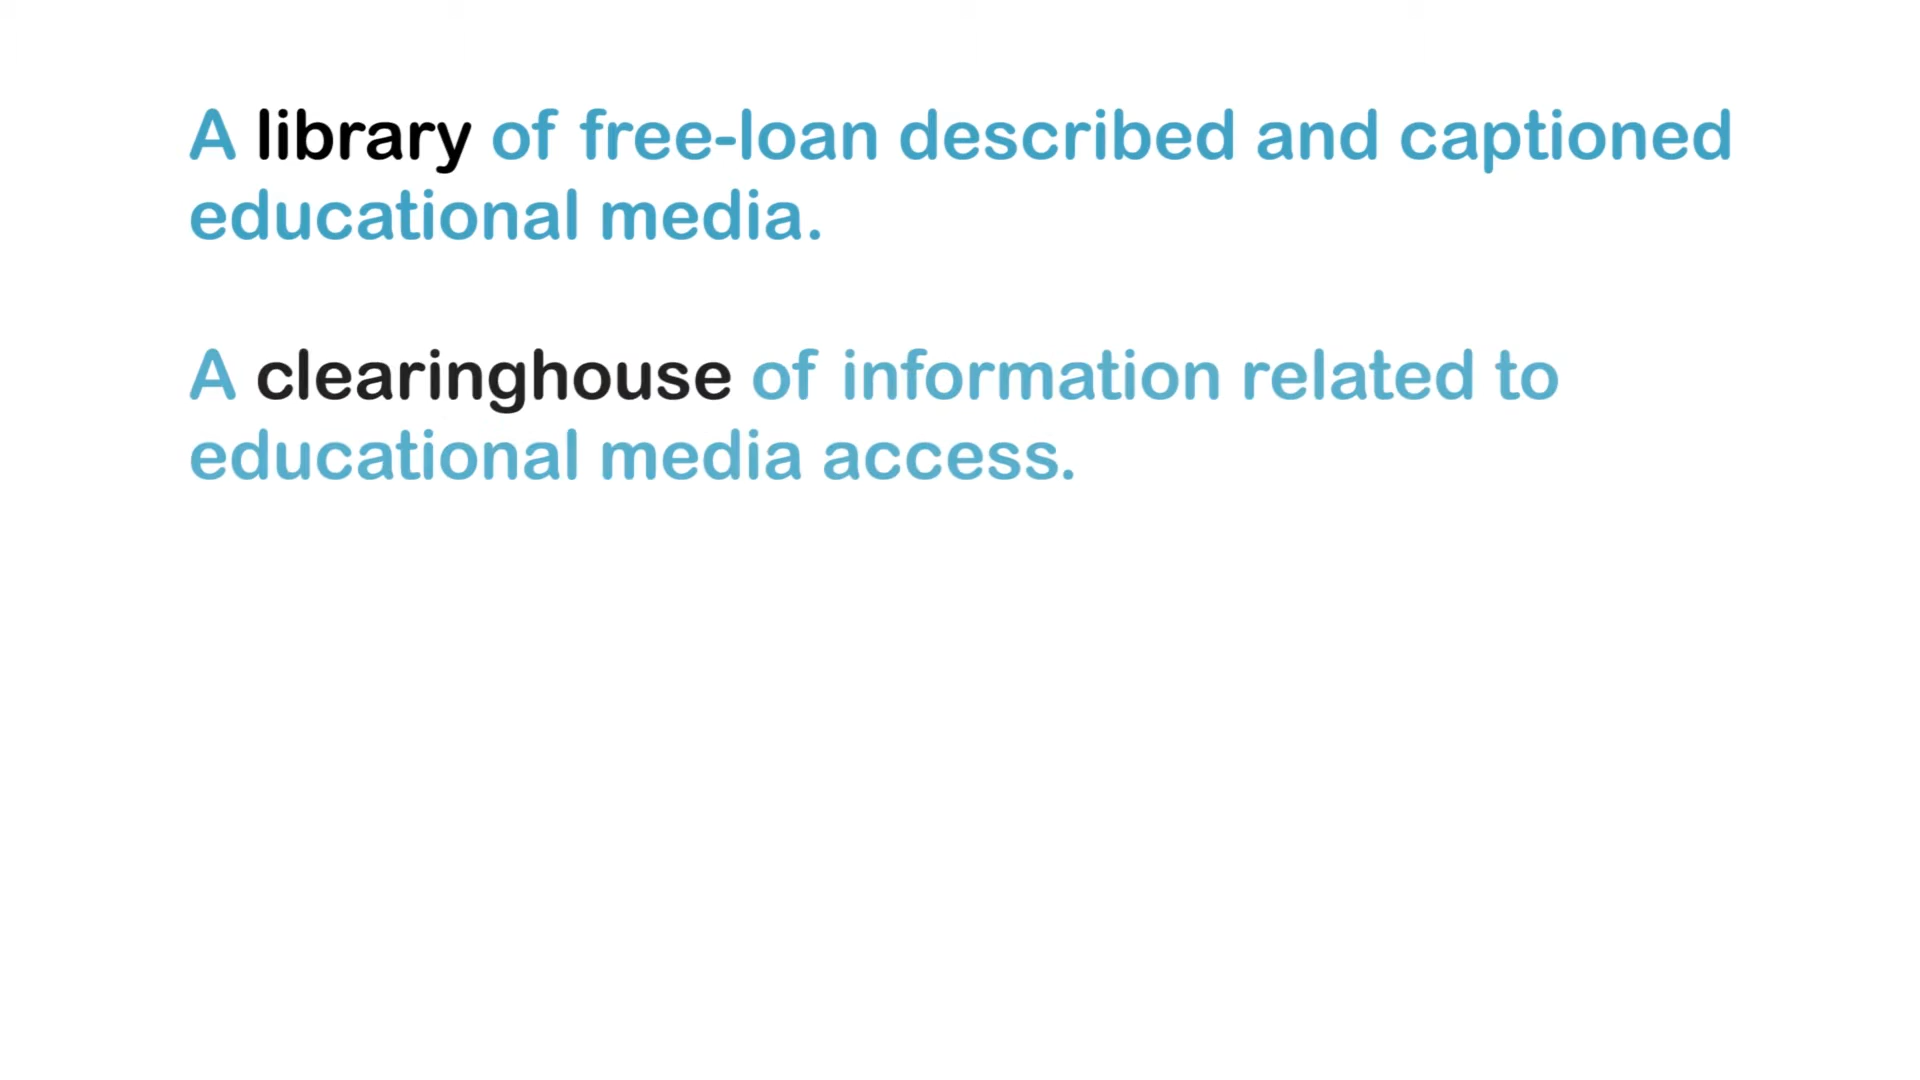 A library of free-loan described and captioned
educational media.
A clearinghouse of information related to
educational media access.